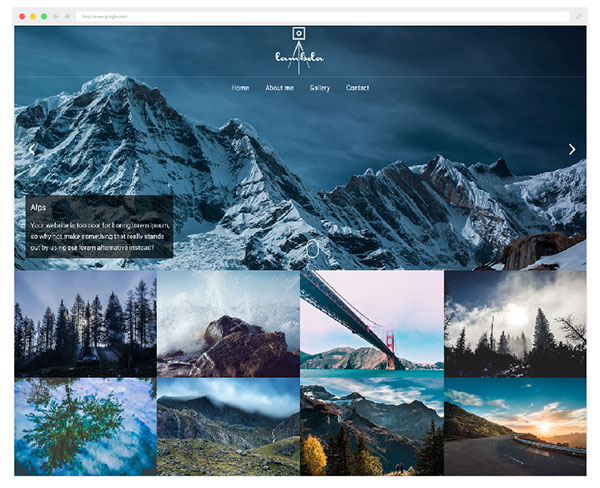 http://www.google.com/
lambda
Home About me Gallery Contact
Alps
Your website is too cool for boring lorem ipsum,
so why not make something that really stands
out by using our lorem alternative instead?